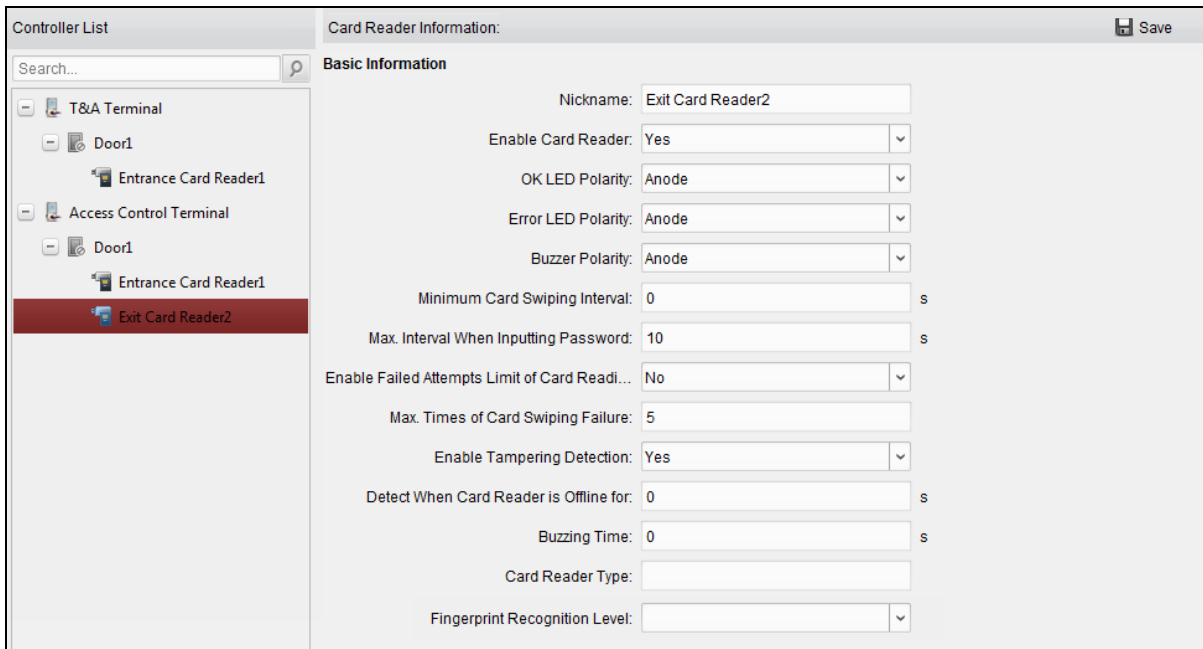 Controller List
Search...
T&A Terminal
Door1
Entrance Card Reader1
Access Control Terminal
Door1
Entrance Card Reader1
Exit Card Reader2
Card Reader Information:
Save
Basic Information
Nickname: Exit Card Reader2
Enable Card Reader: Yes
OK LED Polarity: Anode
Error LED Polarity: Anode
Buzzer Polarity: Anode
Minimum Card Swiping Interval: 0 s
Max. Interval When Inputting Password: 10 s
Enable Failed Attempts Limit of Card Readi... No
Max. Times of Card Swiping Failure: 5
Enable Tampering Detection: Yes
Detect When Card Reader is Offline for: 0 s
Buzzing Time: 0 s
Card Reader Type:
Fingerprint Recognition Level: